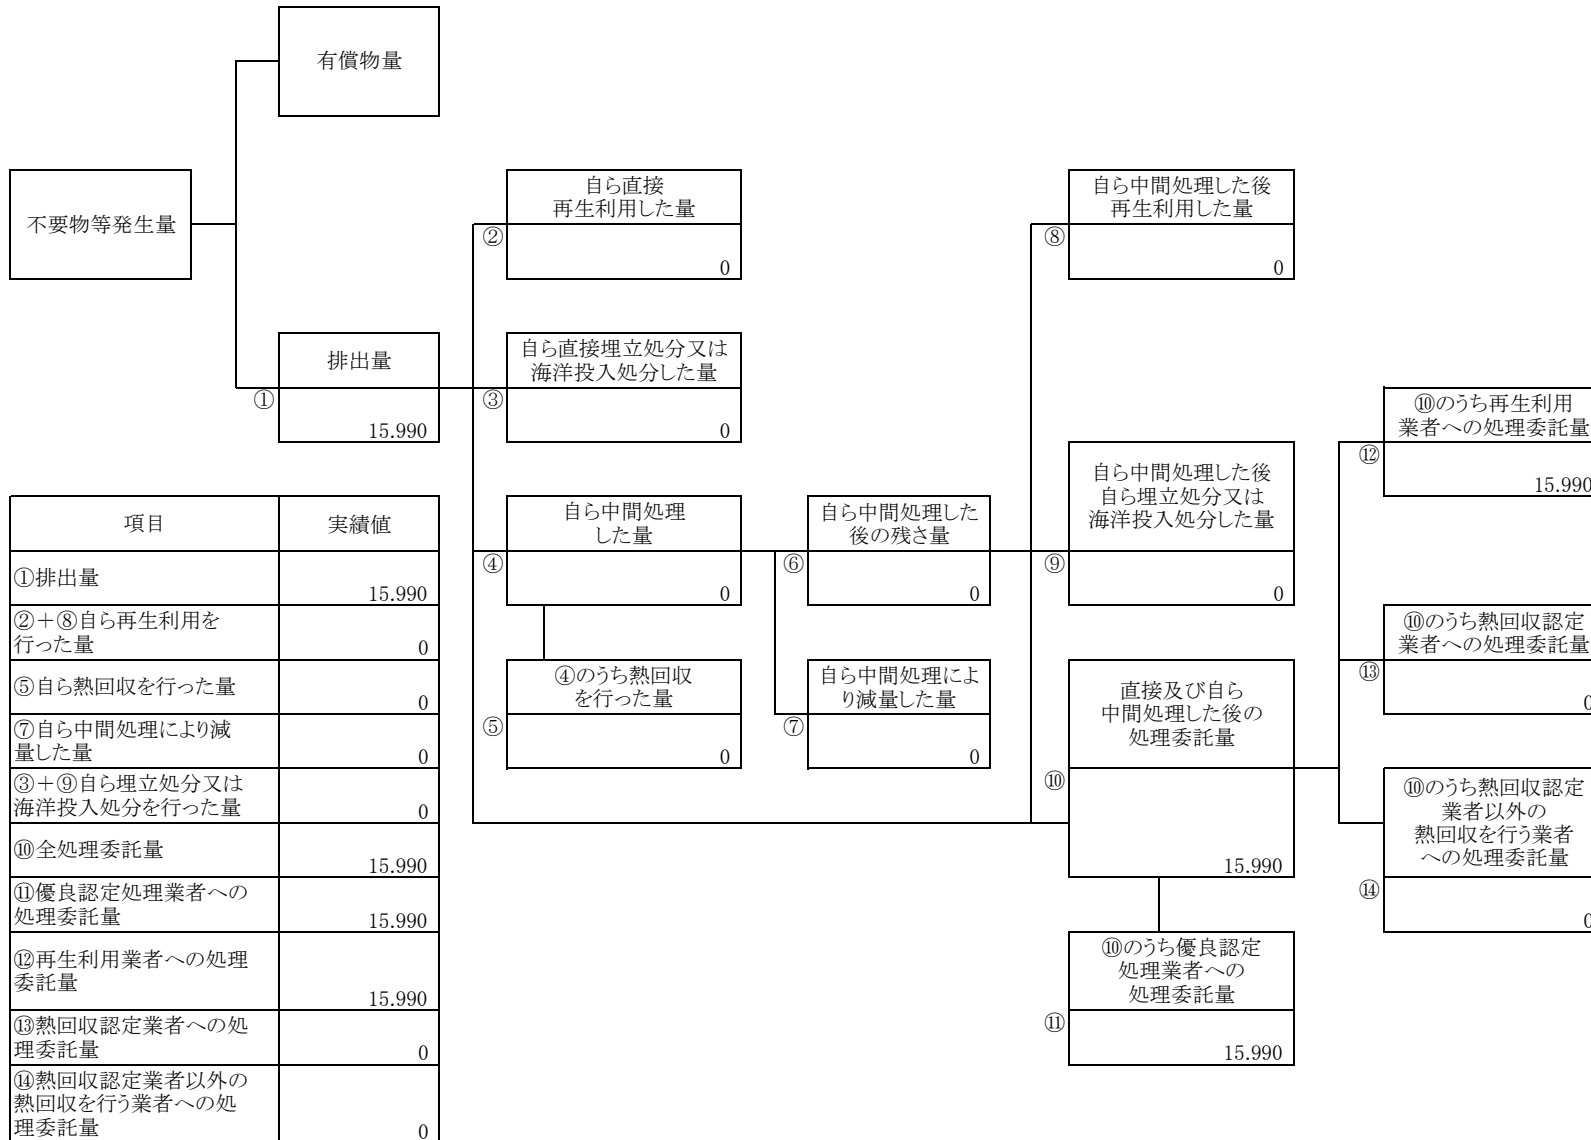 有償物量
不要物等発生量
自ら直接
再生利用した量
②
0
自ら中間処理した後
再生利用した量
⑧
0
排出量
①
15.990
自ら直接埋立処分又は
海洋投入処分した量
③
0
⑩のうち再生利用
業者への処理委託量
⑫
15.990
自ら中間処理
した量
④
0
自ら中間処理した
後の残さ量
⑥
0
自ら中間処理した後
自ら埋立処分又は
海洋投入処分した量
⑨
0
⑩のうち熱回収認定
業者への処理委託量
⑬
0
④のうち熱回収
を行った量
⑤
0
自ら中間処理によ
り減量した量
⑦
0
直接及び自ら
中間処理した後の
処理委託量
⑩
15.990
⑩のうち熱回収認定
業者以外の
熱回収を行う業者
への処理委託量
⑭
0
⑩のうち優良認定
処理業者への
処理委託量
⑪
15.990
項目 実績値
①排出量 15.990
②+⑧自ら再生利用を
行った量 0
⑤自ら熱回収を行った量 0
⑦自ら中間処理により減
量した量 0
③+⑨自ら埋立処分又は
海洋投入処分を行った量 0
⑩全処理委託量 15.990
⑪優良認定処理業者への
処理委託量 15.990
⑫再生利用業者への処理
委託量 15.990
⑬熱回収認定業者への処
理委託量 0
⑭熱回収認定業者以外の
熱回収を行う業者への処
理委託量 0